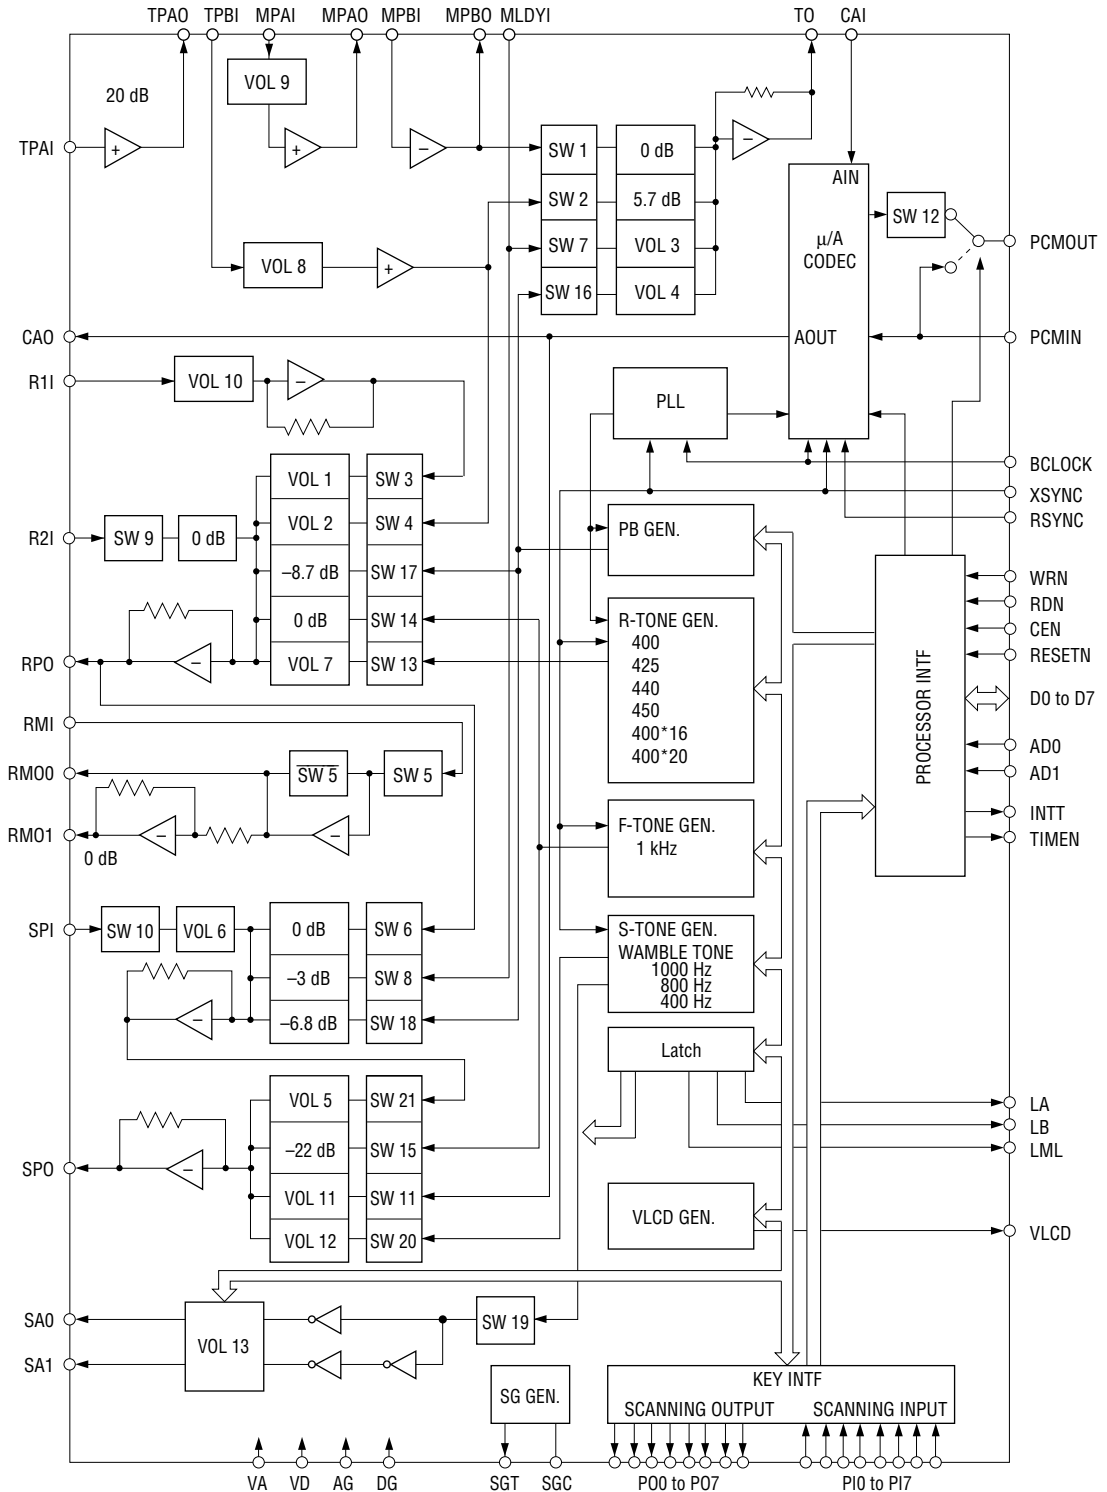 TPAO TPBI MPAI MPAO MPBI MPBO MLDYI TO CAI
VOL 9
20 dB
TPAI
+
+
−
−
SW 1 0 dB
SW 2 5.7 dB
SW 7 VOL 3
SW 16 VOL 4
AIN
μ/A
CODEC
AOUT
SW 12
PCMOUT
VOL 8
+
CAO
PCMIN
R1I
VOL 10
−
PLL
BCLOCK
XSYNC
RSYNC
VOL 1 SW 3
VOL 2 SW 4
–8.7 dB SW 17
0 dB SW 14
VOL 7 SW 13
R2I
SW 9
0 dB
PB GEN.
R-TONE GEN.
400
425
440
450
400*16
400*20
PROCESSOR INTF
WRN
RDN
CEN
RESETN
D0 to D7
AD0
AD1
INTT
TIMEN
RPO
−
RMI
RMO0
SW 5
SW 5
RMO1
0 dB
−
−
F-TONE GEN.
1 kHz
SPI
SW 10
VOL 6
0 dB SW 6
–3 dB SW 8
–6.8 dB SW 18
−
S-TONE GEN.
WAMBLE TONE
1000 Hz
800 Hz
400 Hz
Latch
LA
LB
LML
VOL 5 SW 21
–22 dB SW 15
VOL 11 SW 11
VOL 12 SW 20
SPO
−
VLCD GEN.
VLCD
SAO
SA1
VOL 13
SW 19
SG GEN.
KEY INTF
SCANNING OUTPUT SCANNING INPUT
VA VD AG DG SGT SGC PO0 to PO7 PI0 to PI7